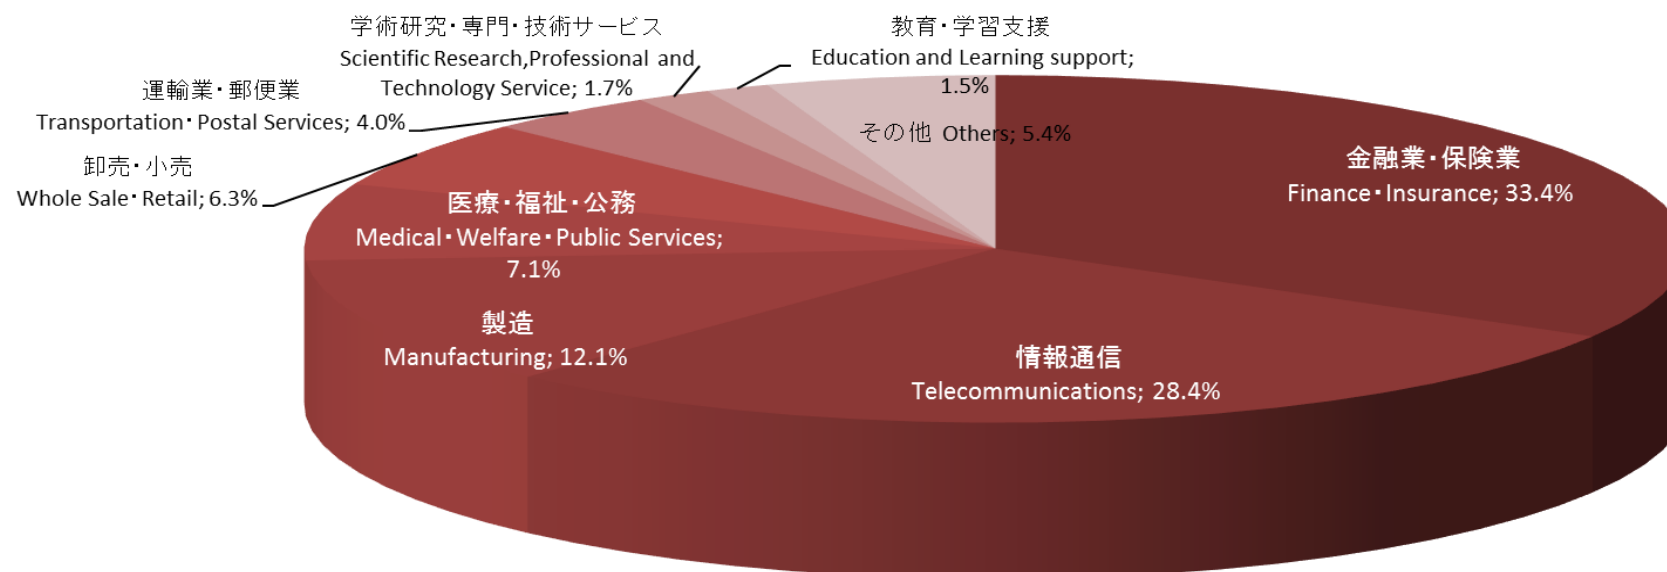 学術研究・専門・技術サービス
Scientific Research,Professional and
Technology Service; 1.7%
教育・学習支援
Education and Learning support;
1.5%
運輸業・郵便業
Transportation・Postal Services; 4.0%
その他 Others; 5.4%
卸売・小売
Whole Sale・Retail; 6.3%
金融業・保険業
Finance・Insurance; 33.4%
医療・福祉・公務
Medical・Welfare・Public Services;
7.1%
製造
Manufacturing; 12.1%
情報通信
Telecommunications; 28.4%